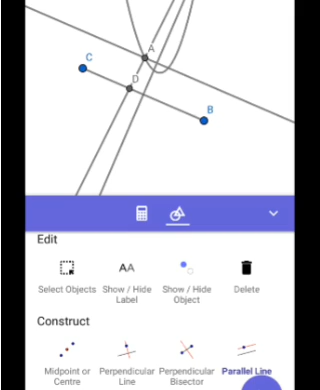 A
C
D
B
Edit
Select Objects Show / Hide Show / Hide Delete
Label Object
Construct
Midpoint or Perpendicular Perpendicular Parallel Line
Centre Line Bisector